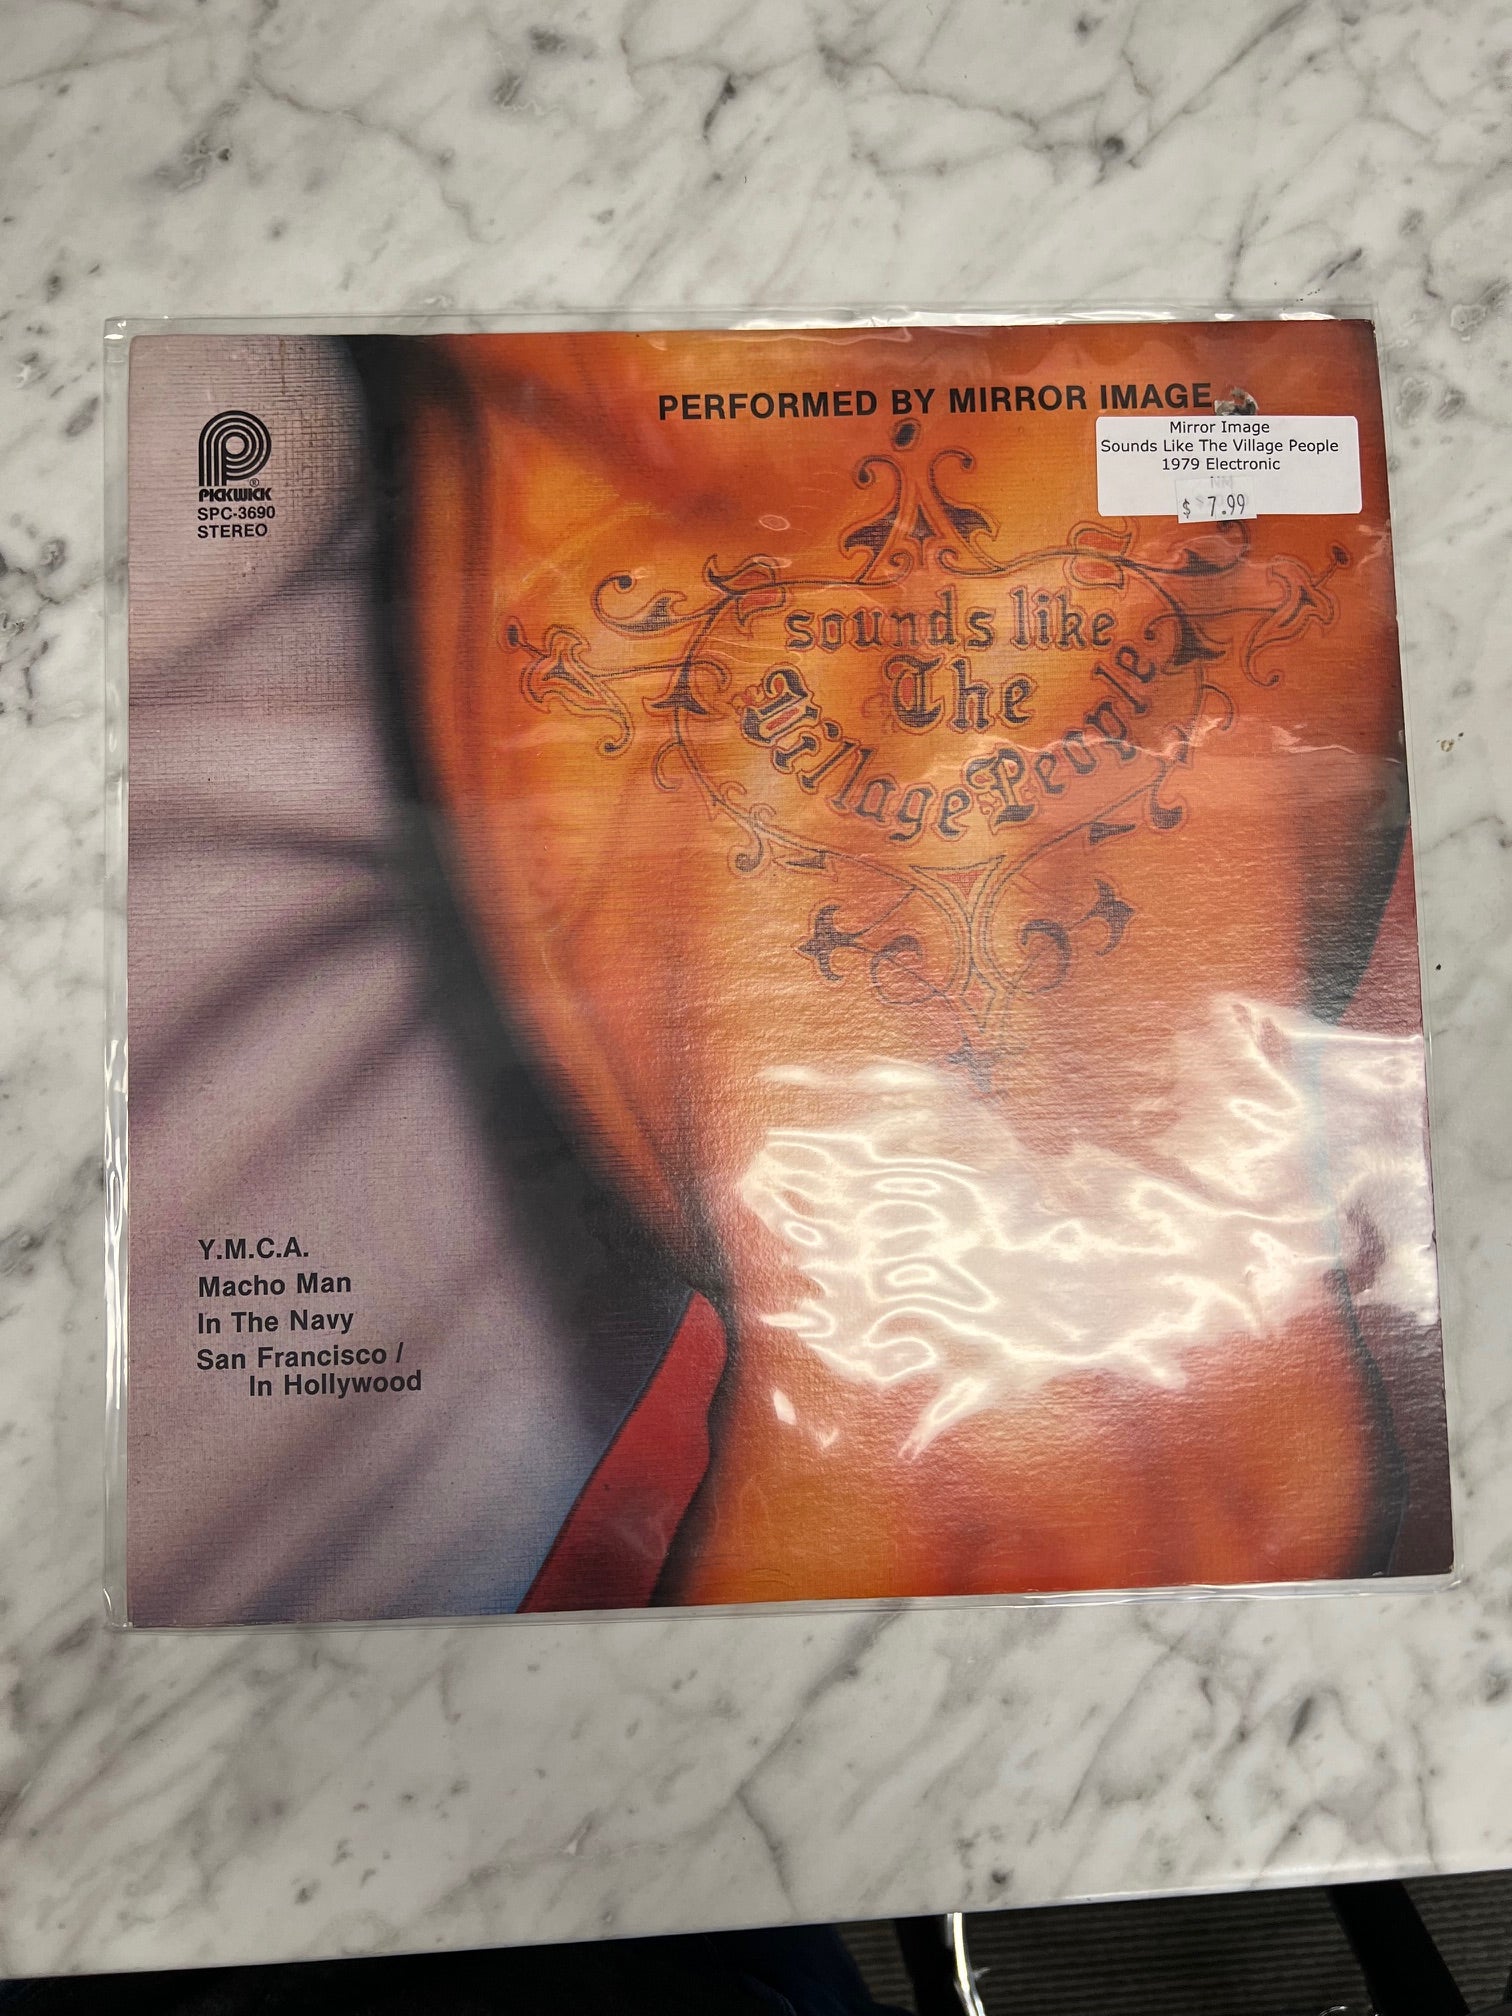 PERFORMED BY MIRROR IMAGE
Mirror Image
Sounds Like The Village People
1979 Electronic
NM
$ 7.99
PICKWICK®
SPC-3690
STEREO
sounds like
The
Village People
Y.M.C.A.
Macho Man
In The Navy
San Francisco /
In Hollywood